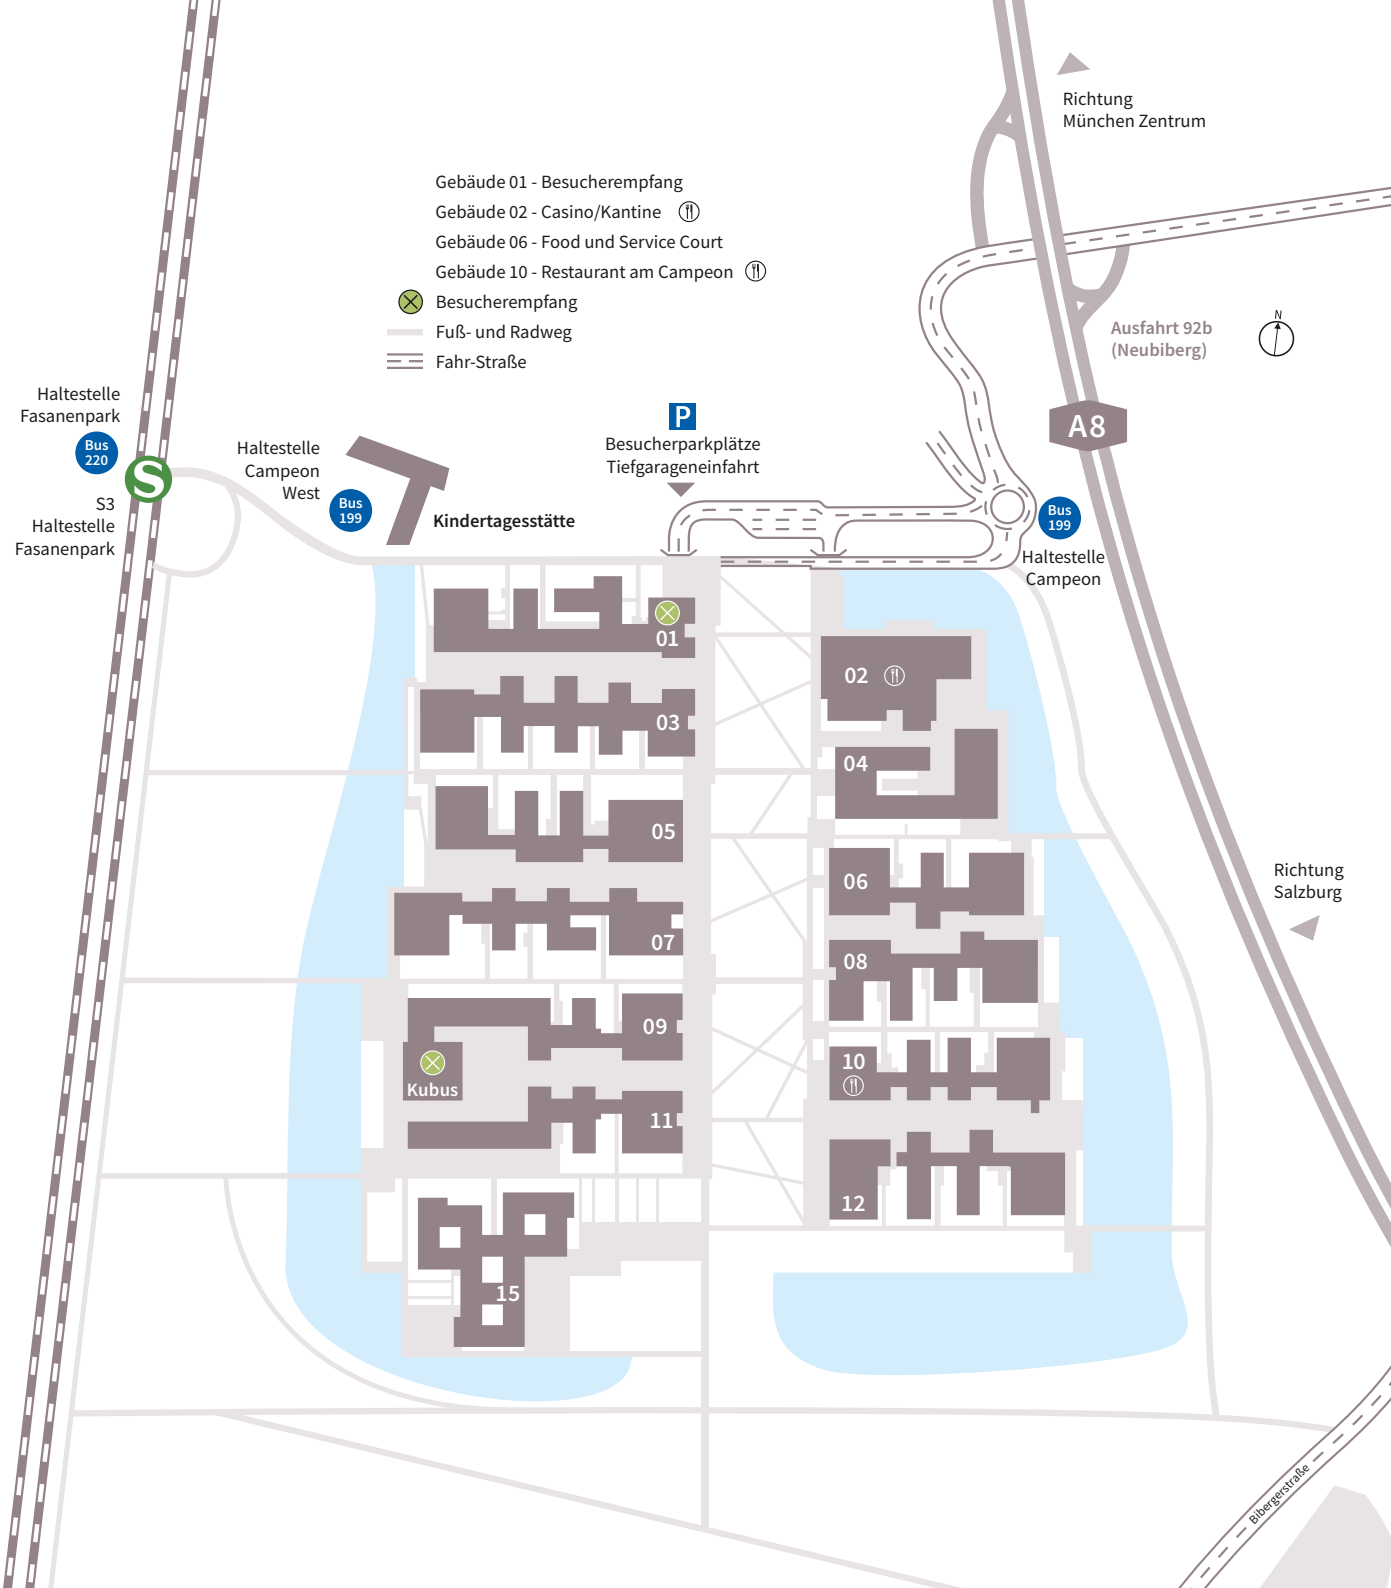 Richtung
München Zentrum
Gebäude 01 - Besucherempfang
Gebäude 02 - Casino/Kantine
Gebäude 06 - Food und Service Court
Gebäude 10 - Restaurant am Campeon
Besucherempfang
Fuß- und Radweg
Fahr-Straße
N
Ausfahrt 92b
(Neubiberg)
A8
Haltestelle
Fasanenpark
Bus
220
S
S3
Haltestelle
Fasanenpark
Haltestelle
Campeon
West
Bus
199
Kindertagesstätte
P
Besucherparkplätze
Tiefgarageneinfahrt
Bus
199
Haltestelle
Campeon
01
02
03
04
05
06
07
08
09
10
Kubus
11
12
15
Richtung
Salzburg
Bibergerstraße